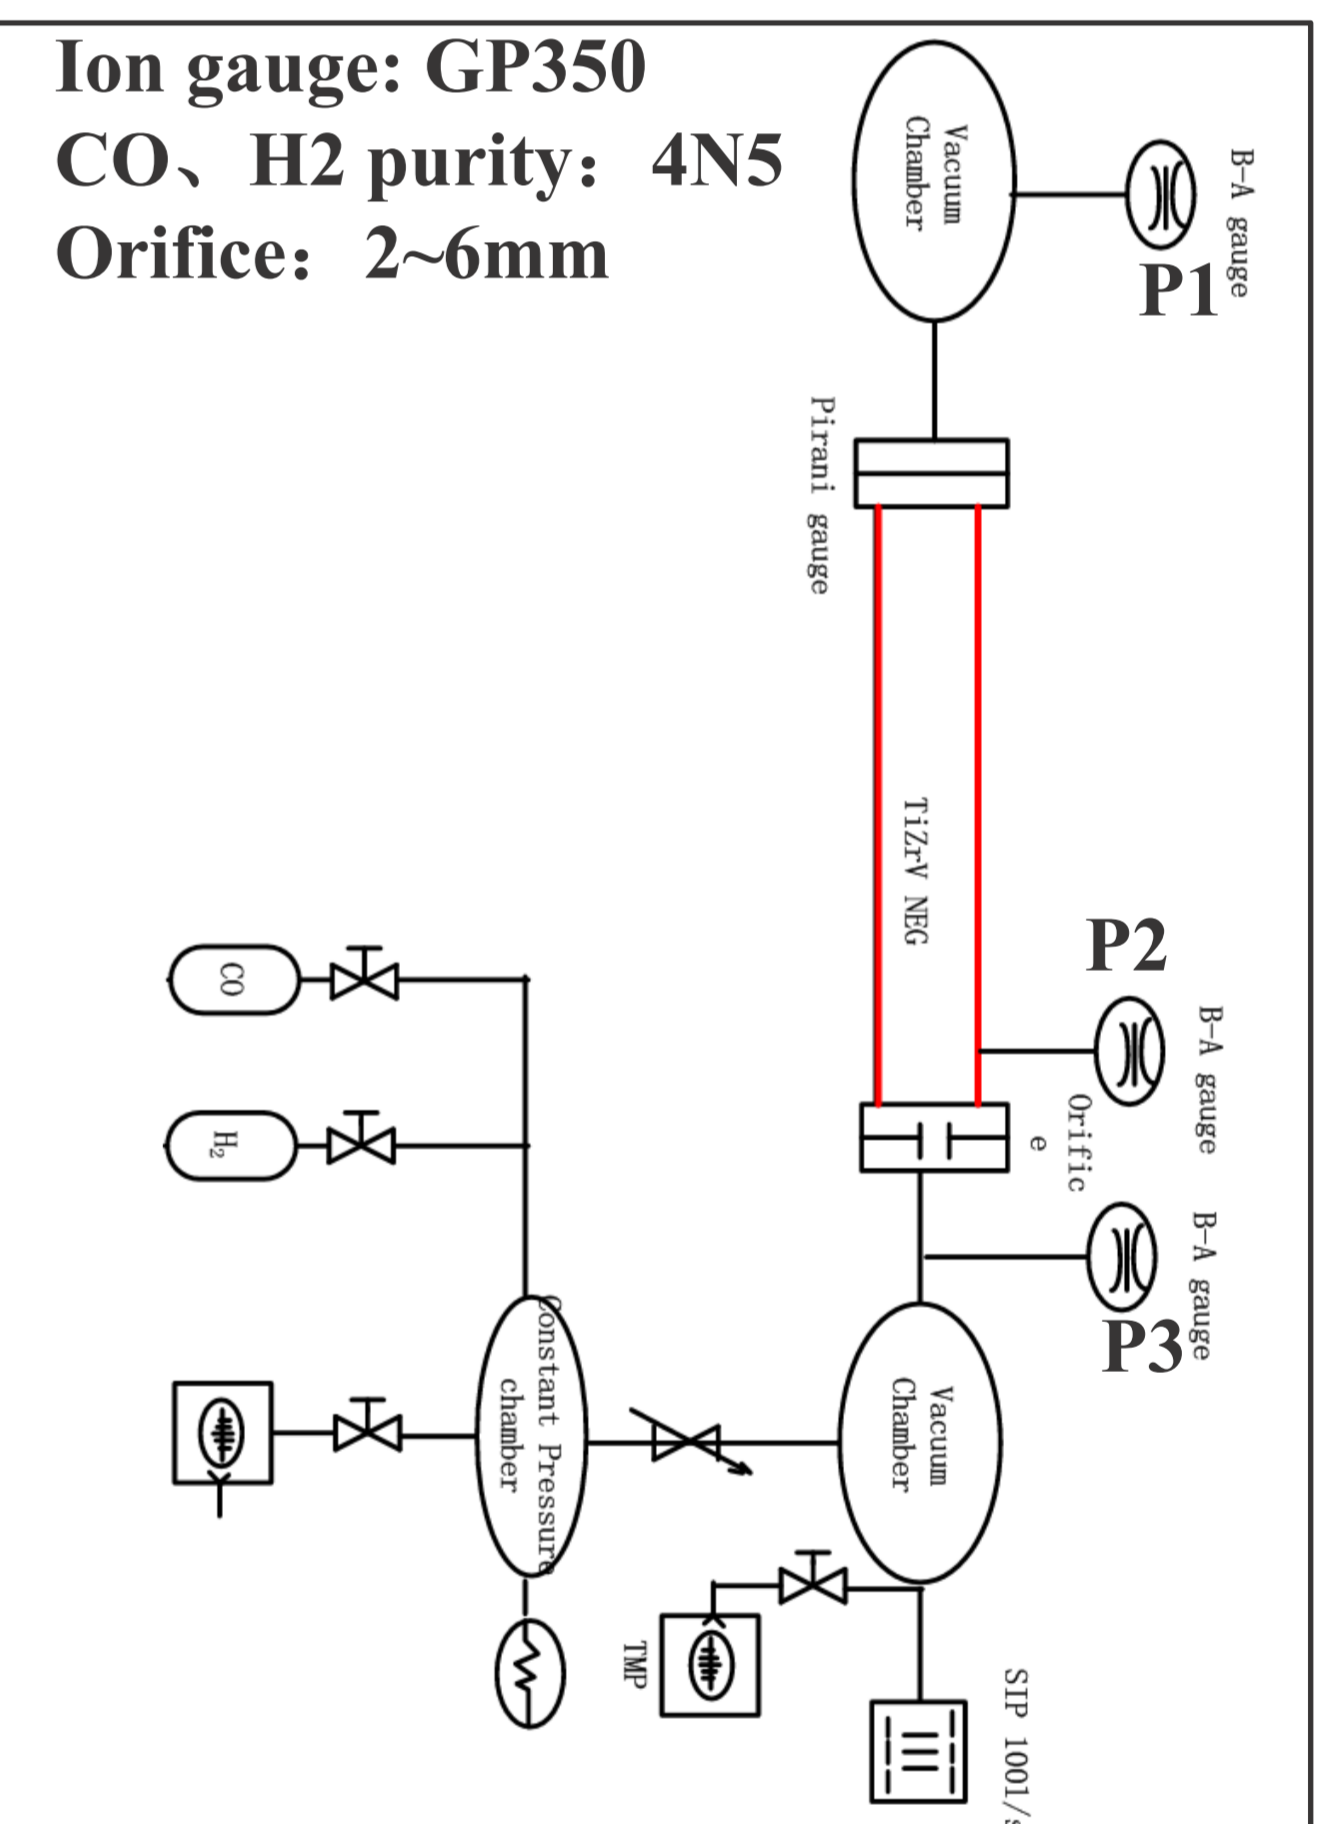 Ion gauge: GP350
CO、H2 purity：4N5
Orifice：2~6mm
Vacuum
Chamber
B-A gauge
P1
Pirani gauge
TiZrV NEG
P2
B-A gauge
Orific
e
B-A gauge
P3
CO
H₂
Constant Pressure
chamber
Vacuum
Chamber
TMP
SIP 1001/s